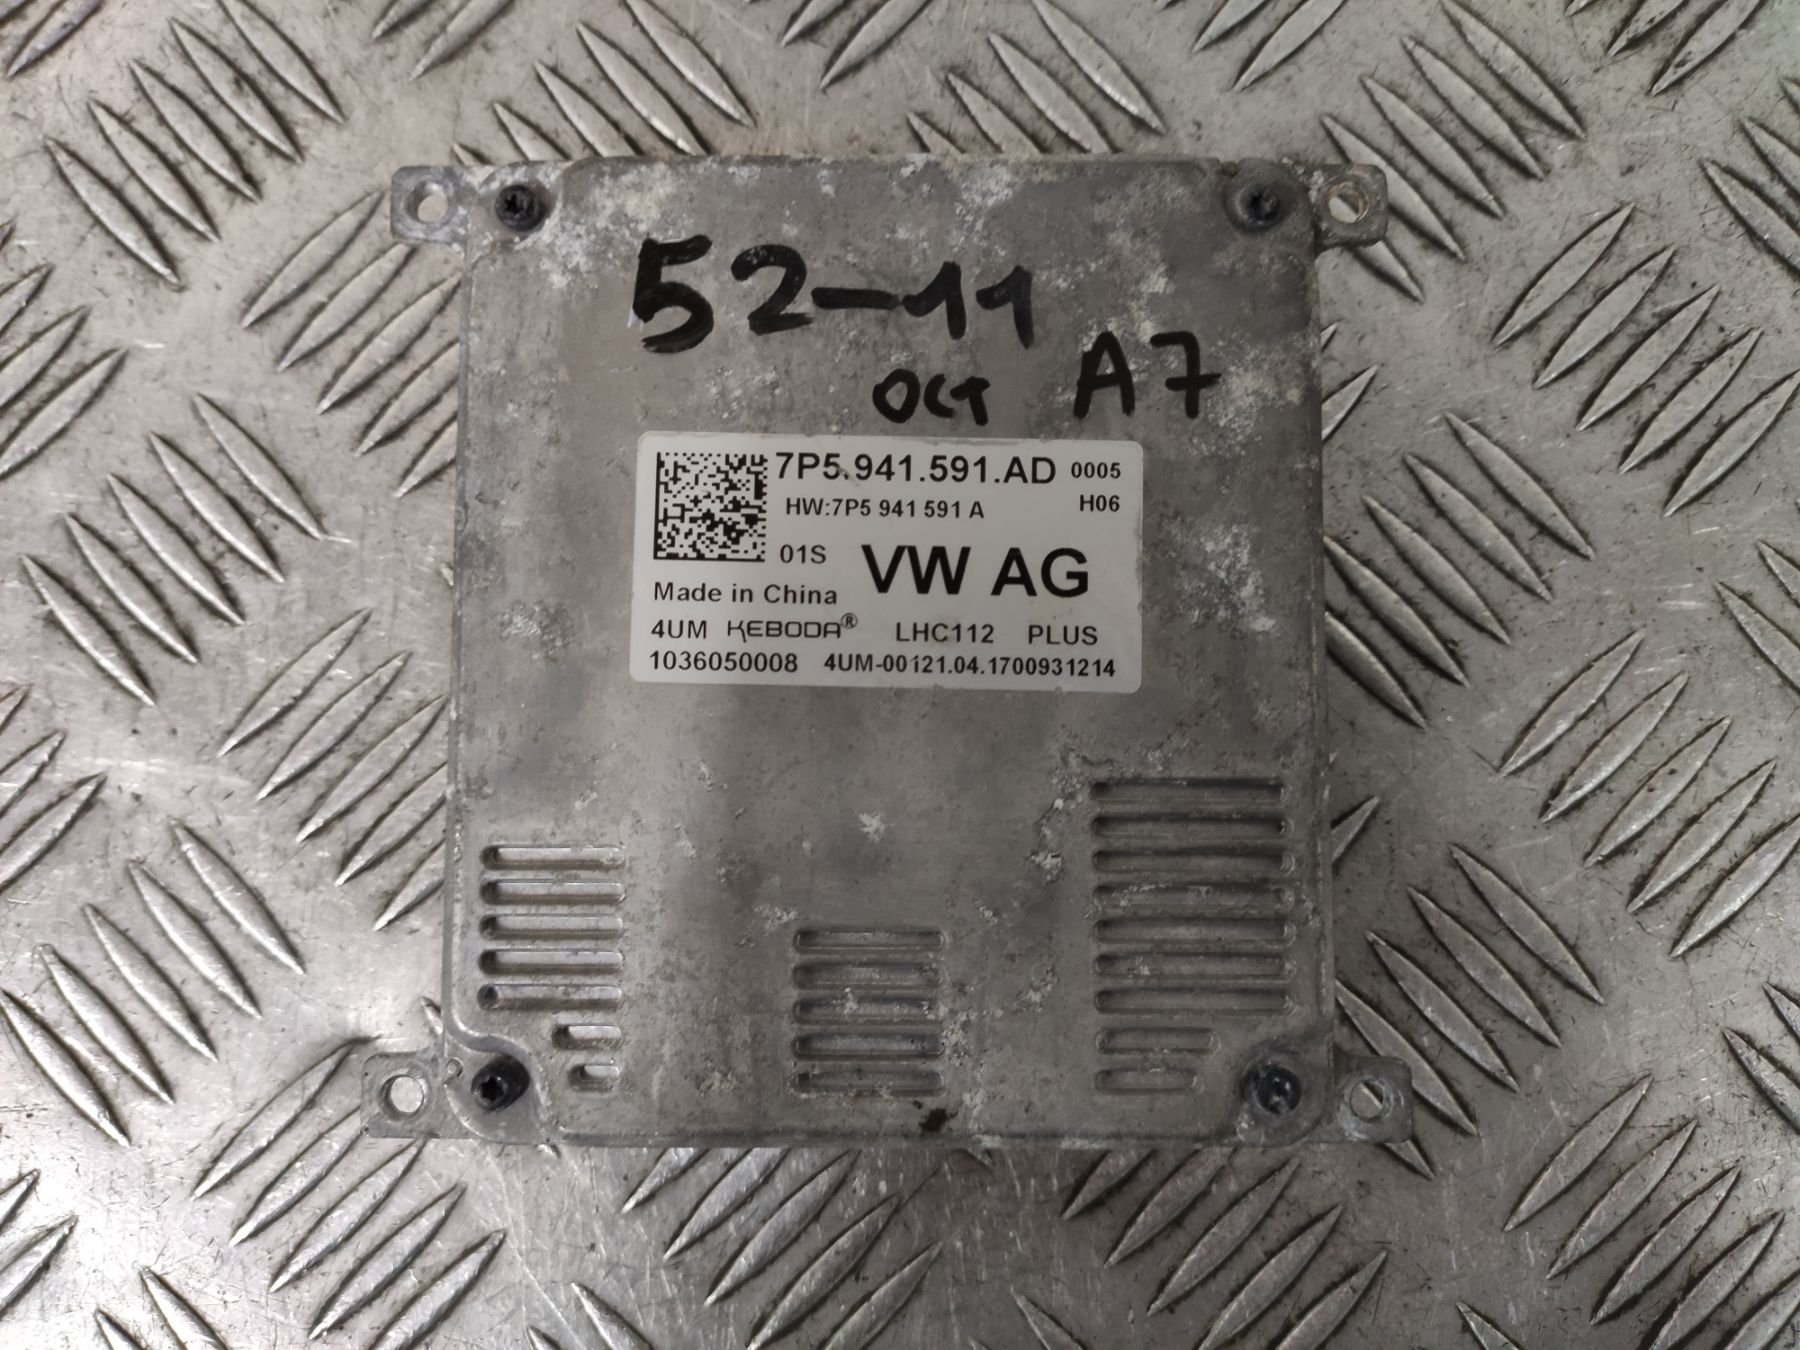 52-11
OCT A7
7P5.941.591.AD 0005
HW:7P5 941 591 A H06
01S VW AG
Made in China
4UM KEBODA® LHC112 PLUS
1036050008 4UM-00121.04.1700931214